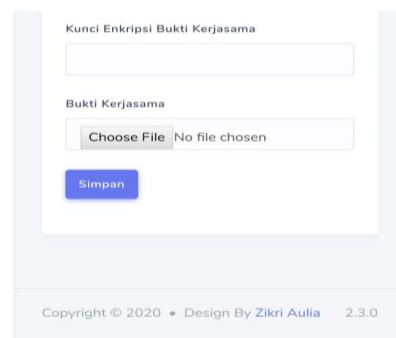 Kunci Enkripsi Bukti Kerjasama
Bukti Kerjasama
Choose File No file chosen
Simpan
Copyright © 2020 • Design By Zikri Aulia 2.3.0